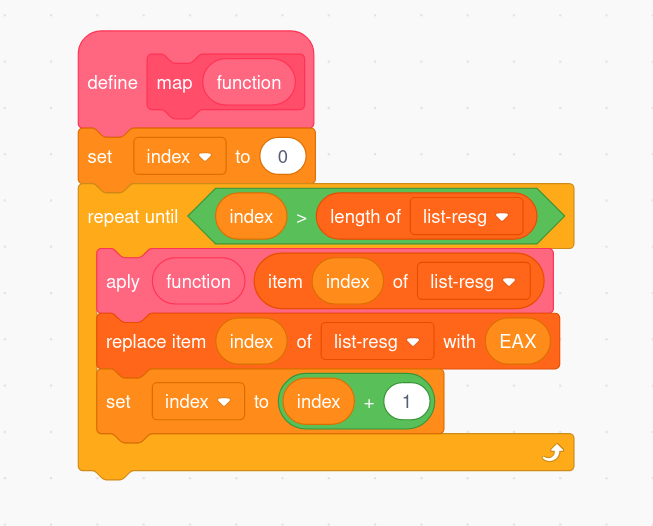 define map function
set index to 0
repeat until index > length of list-resg
aply function item index of list-resg
replace item index of list-resg with EAX
set index to index + 1